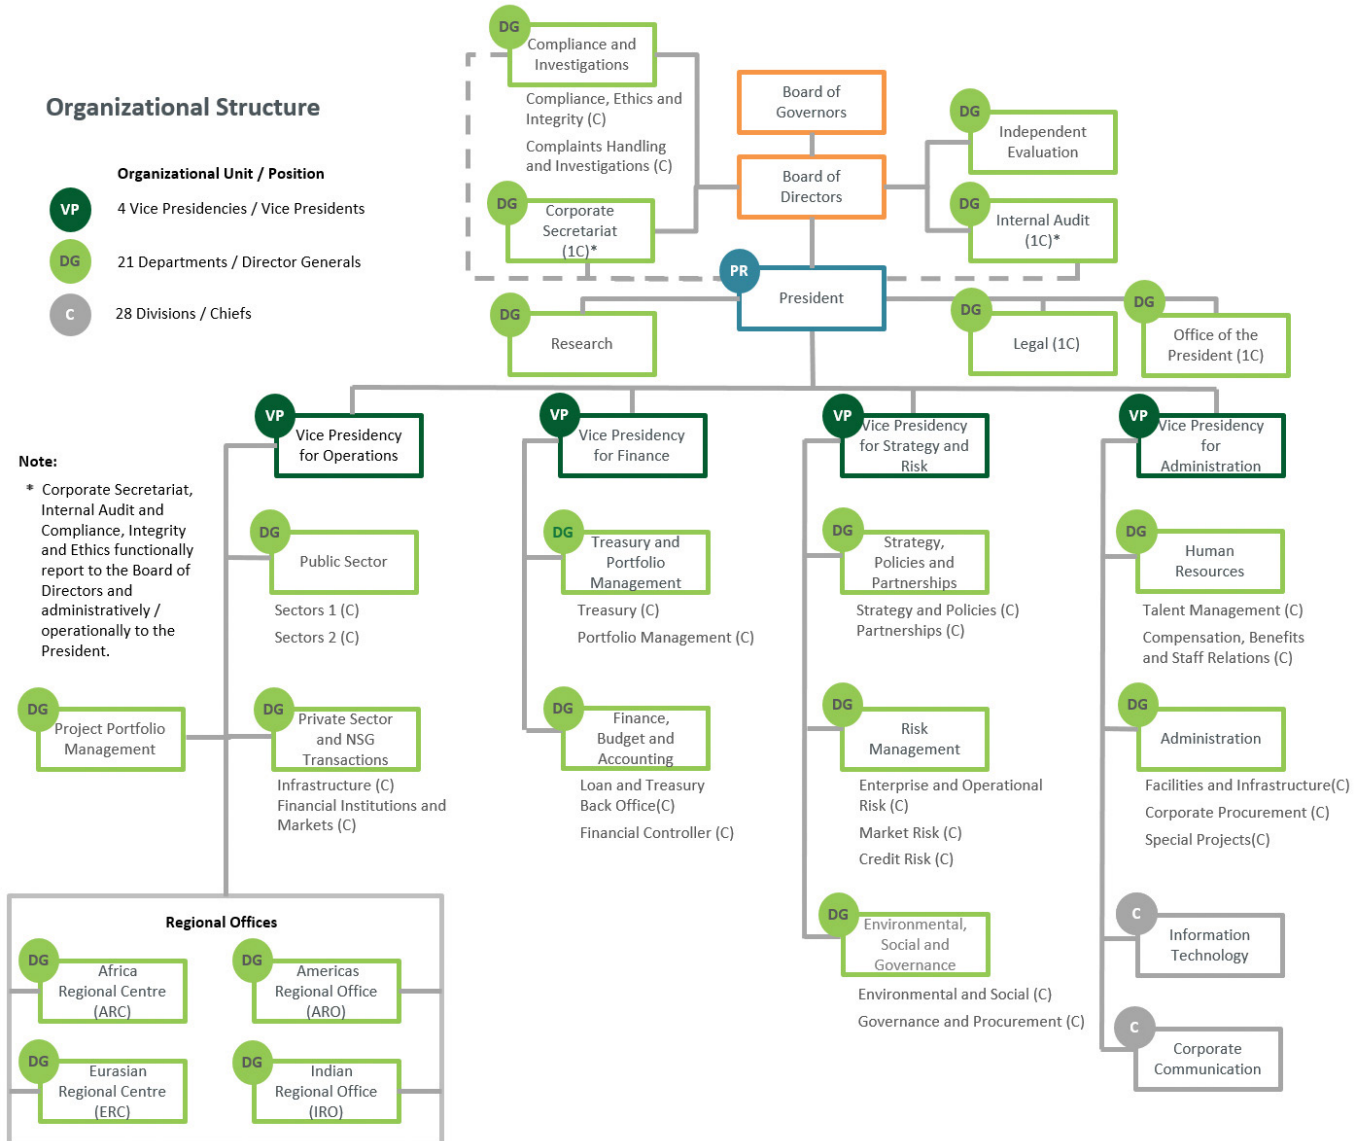 DG
Compliance and
Investigations
Compliance, Ethics and
Integrity (C)
Complaints Handling
and Investigations (C)
Board of
Governors
DG
Independent
Evaluation
Organizational Structure
Organizational Unit / Position
VP
4 Vice Presidencies / Vice Presidents
DG
21 Departments / Director Generals
C
28 Divisions / Chiefs
Board of
Directors
DG
Corporate
Secretariat
(1C)*
DG
Internal Audit
(1C)*
PR
President
DG
Research
DG
Legal (1C)
DG
Office of the
President (1C)
VP
Vice Presidency
for Operations
VP
Vice Presidency
for Finance
VP
Vice Presidency
for Strategy and
Risk
VP
Vice Presidency
for
Administration
Note:
* Corporate Secretariat,
Internal Audit and
Compliance, Integrity
and Ethics functionally
report to the Board of
Directors and
administratively /
operationally to the
President.
DG
Public Sector
Sectors 1 (C)
Sectors 2 (C)
DG
Project Portfolio
Management
DG
Private Sector
and NSG
Transactions
Infrastructure (C)
Financial Institutions and
Markets (C)
DG
Treasury and
Portfolio
Management
Treasury (C)
Portfolio Management (C)
DG
Finance,
Budget and
Accounting
Loan and Treasury
Back Office(C)
Financial Controller (C)
DG
Strategy,
Policies and
Partnerships
Strategy and Policies (C)
Partnerships (C)
DG
Risk
Management
Enterprise and Operational
Risk (C)
Market Risk (C)
Credit Risk (C)
DG
Environmental,
Social and
Governance
Environmental and Social (C)
Governance and Procurement (C)
DG
Human
Resources
Talent Management (C)
Compensation, Benefits
and Staff Relations (C)
DG
Administration
Facilities and Infrastructure(C)
Corporate Procurement (C)
Special Projects(C)
C
Information
Technology
C
Corporate
Communication
Regional Offices
DG
Africa
Regional Centre
(ARC)
DG
Americas
Regional Office
(ARO)
DG
Eurasian
Regional Centre
(ERC)
DG
Indian
Regional Office
(IRO)